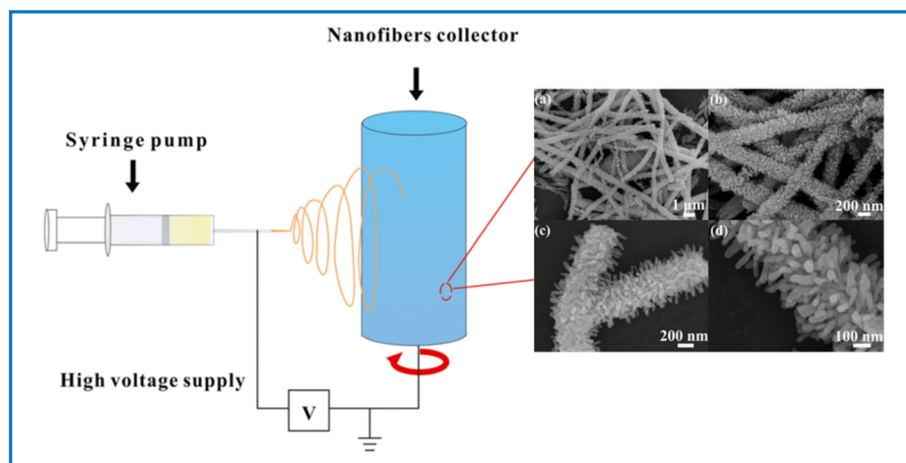 Nanofibers collector
Syringe pump
(a)
1 μm
(b)
200 nm
(c)
200 nm
(d)
100 nm
High voltage supply
V